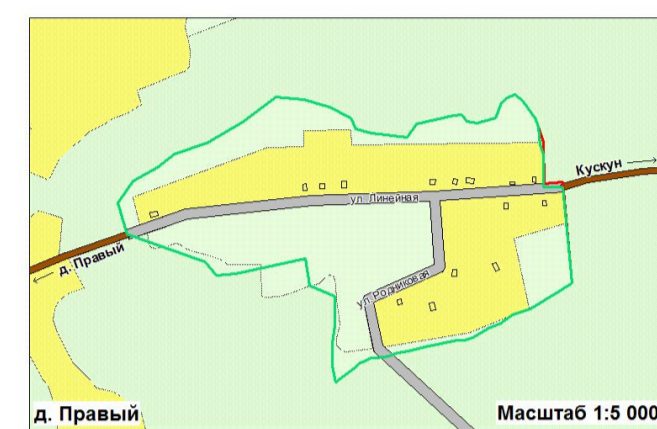 Кускун
ул. Линейная
д. Правый
ул. Родниковая
д. Правый
Масштаб 1:5 000